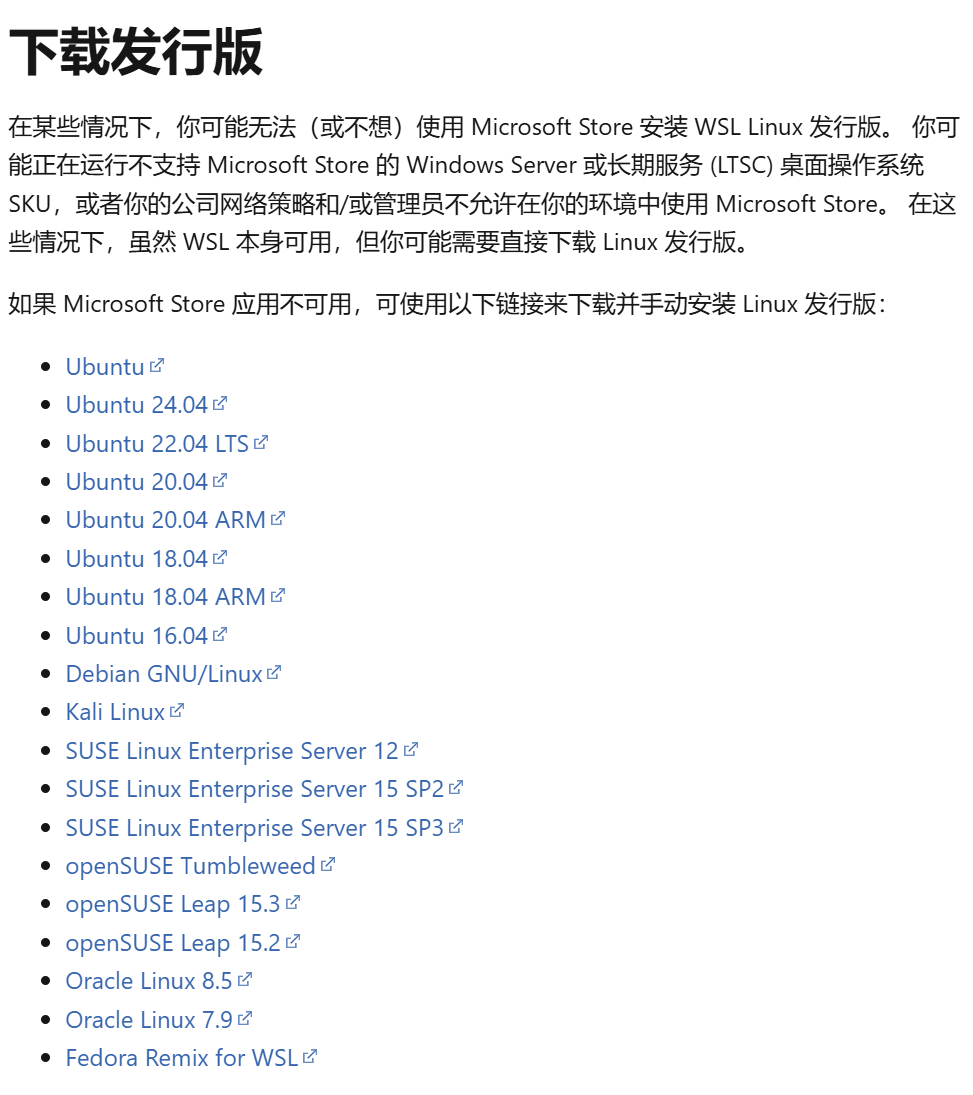 下载发行版
在某些情况下，你可能无法（或不想）使用 Microsoft Store 安装 WSL Linux 发行版。 你可
能正在运行不支持 Microsoft Store 的 Windows Server 或长期服务 (LTSC) 桌面操作系统
SKU，或者你的公司网络策略和/或管理员不允许在你的环境中使用 Microsoft Store。 在这
些情况下，虽然 WSL 本身可用，但你可能需要直接下载 Linux 发行版。
如果 Microsoft Store 应用不可用，可使用以下链接来下载并手动安装 Linux 发行版：
• Ubuntu
• Ubuntu 24.04
• Ubuntu 22.04 LTS
• Ubuntu 20.04
• Ubuntu 20.04 ARM
• Ubuntu 18.04
• Ubuntu 18.04 ARM
• Ubuntu 16.04
• Debian GNU/Linux
• Kali Linux
• SUSE Linux Enterprise Server 12
• SUSE Linux Enterprise Server 15 SP2
• SUSE Linux Enterprise Server 15 SP3
• openSUSE Tumbleweed
• openSUSE Leap 15.3
• openSUSE Leap 15.2
• Oracle Linux 8.5
• Oracle Linux 7.9
• Fedora Remix for WSL